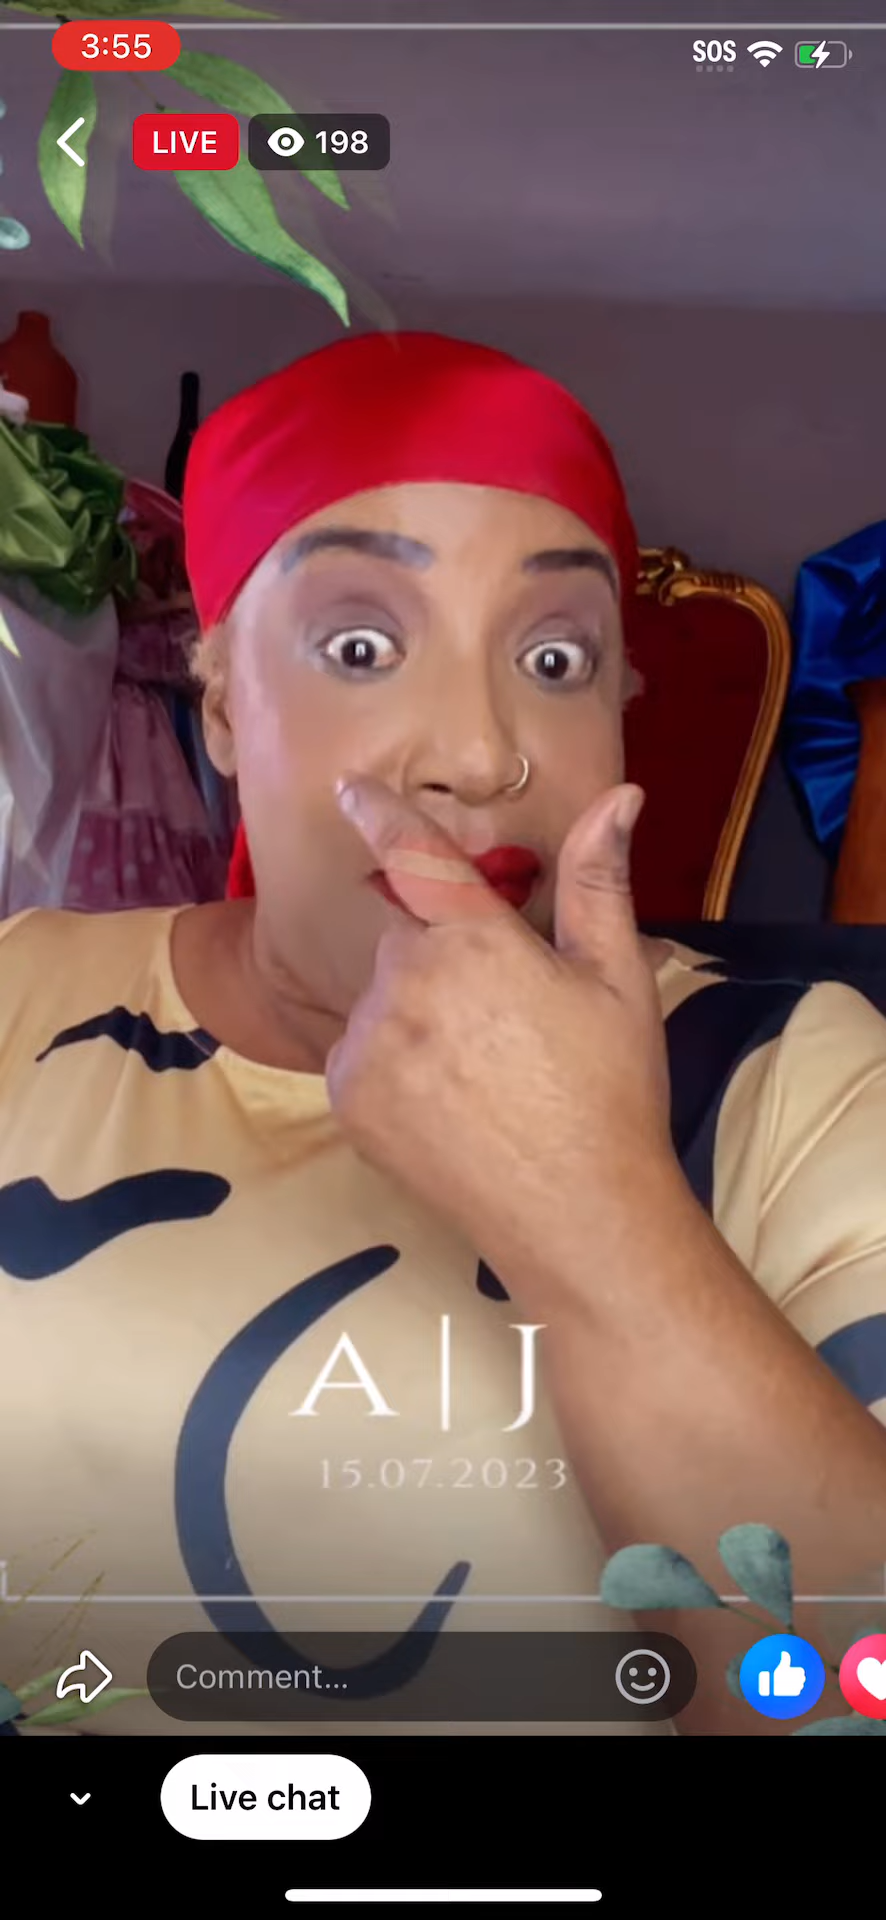 3:55
SOS
LIVE 198
A | J
15.07.2023
Comment...
Live chat